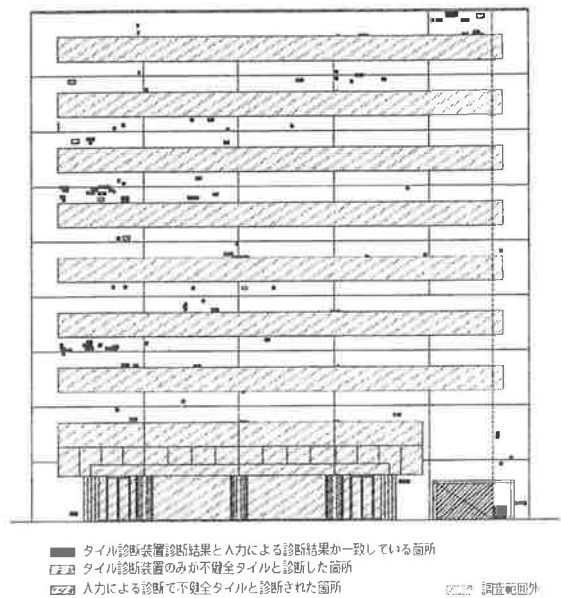 タイル診断装置診断結果と人力による診断結果が一致している箇所
タイル診断装置のみが不健全タイルと診断した箇所
人力による診断で不健全タイルと診断された箇所
調査範囲外